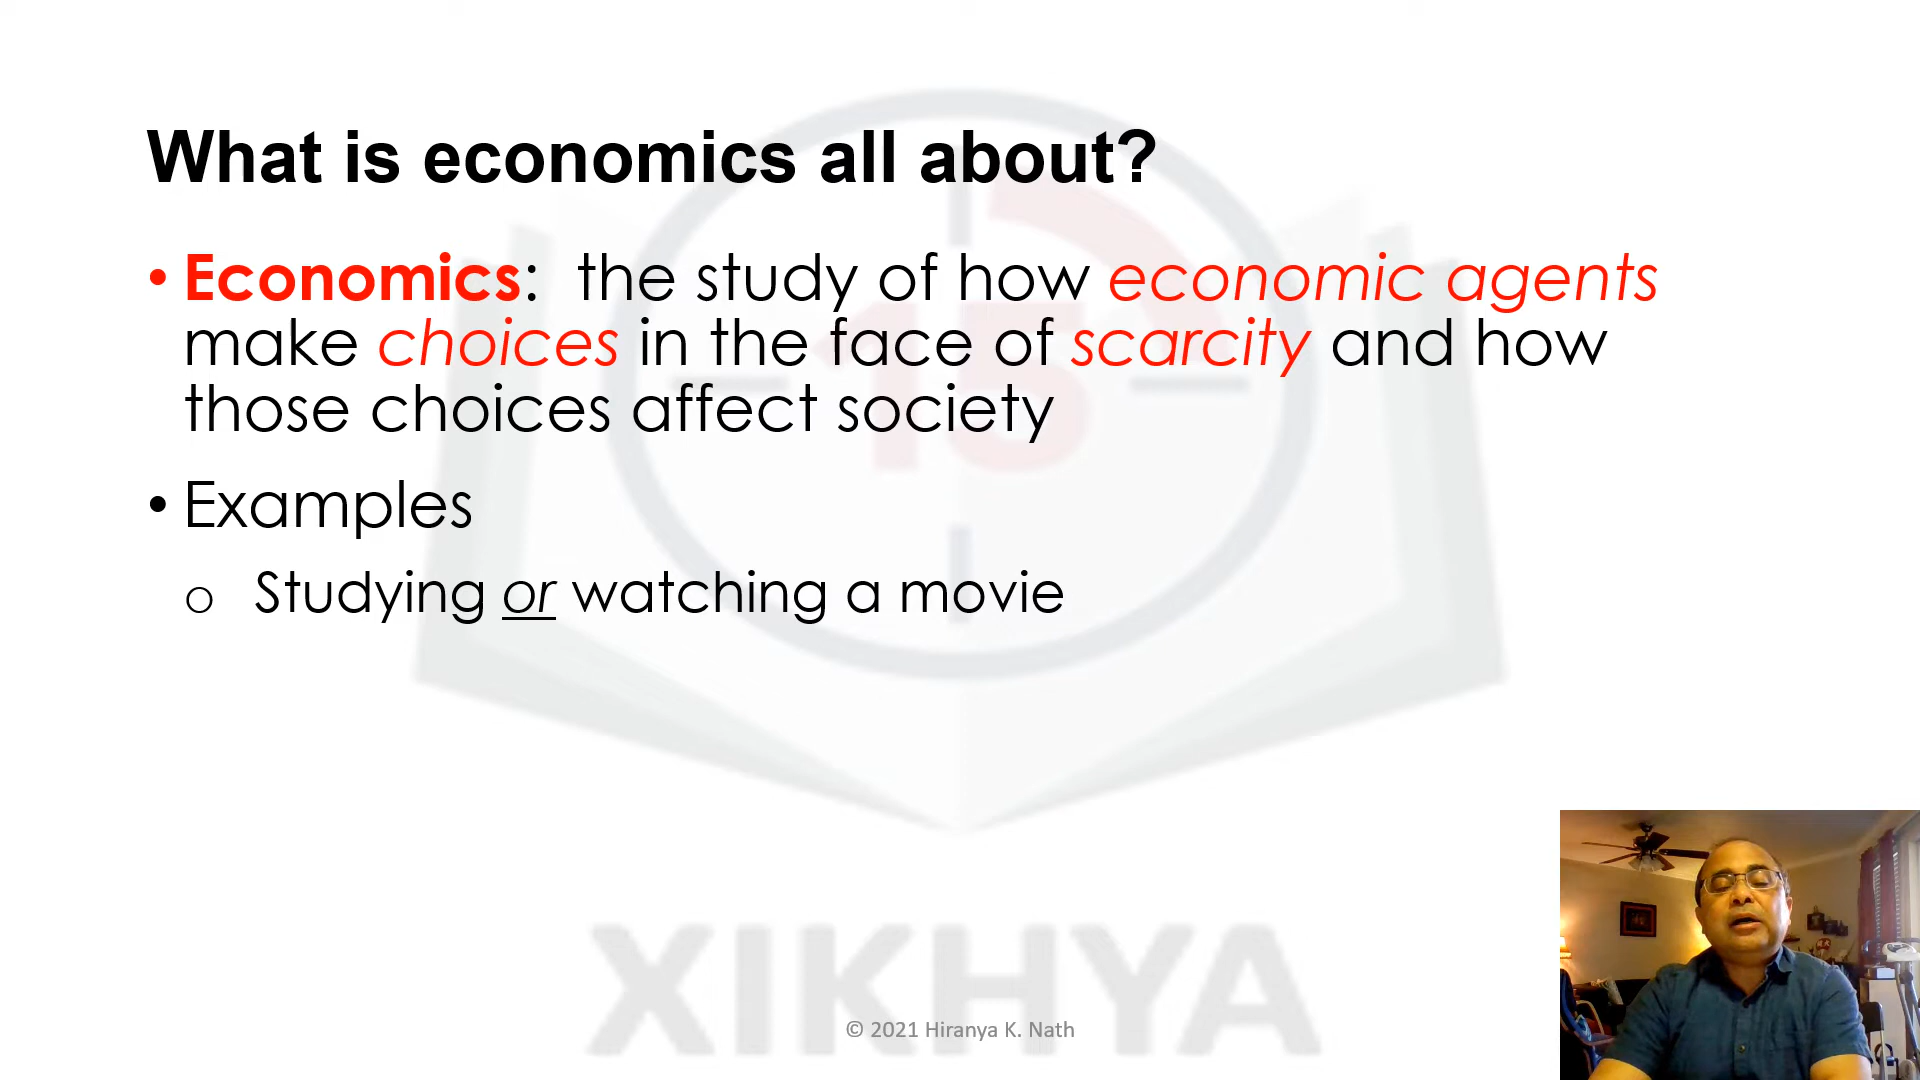 What is economics all about?
• Economics: the study of how economic agents
make choices in the face of scarcity and how
those choices affect society
• Examples
o Studying or watching a movie
15
XIKHYA
© 2021 Hiranya K. Nath